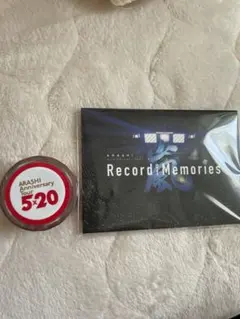 ARASHI
Anniversary
Tour
5×20
ARASHI
Record of Memories